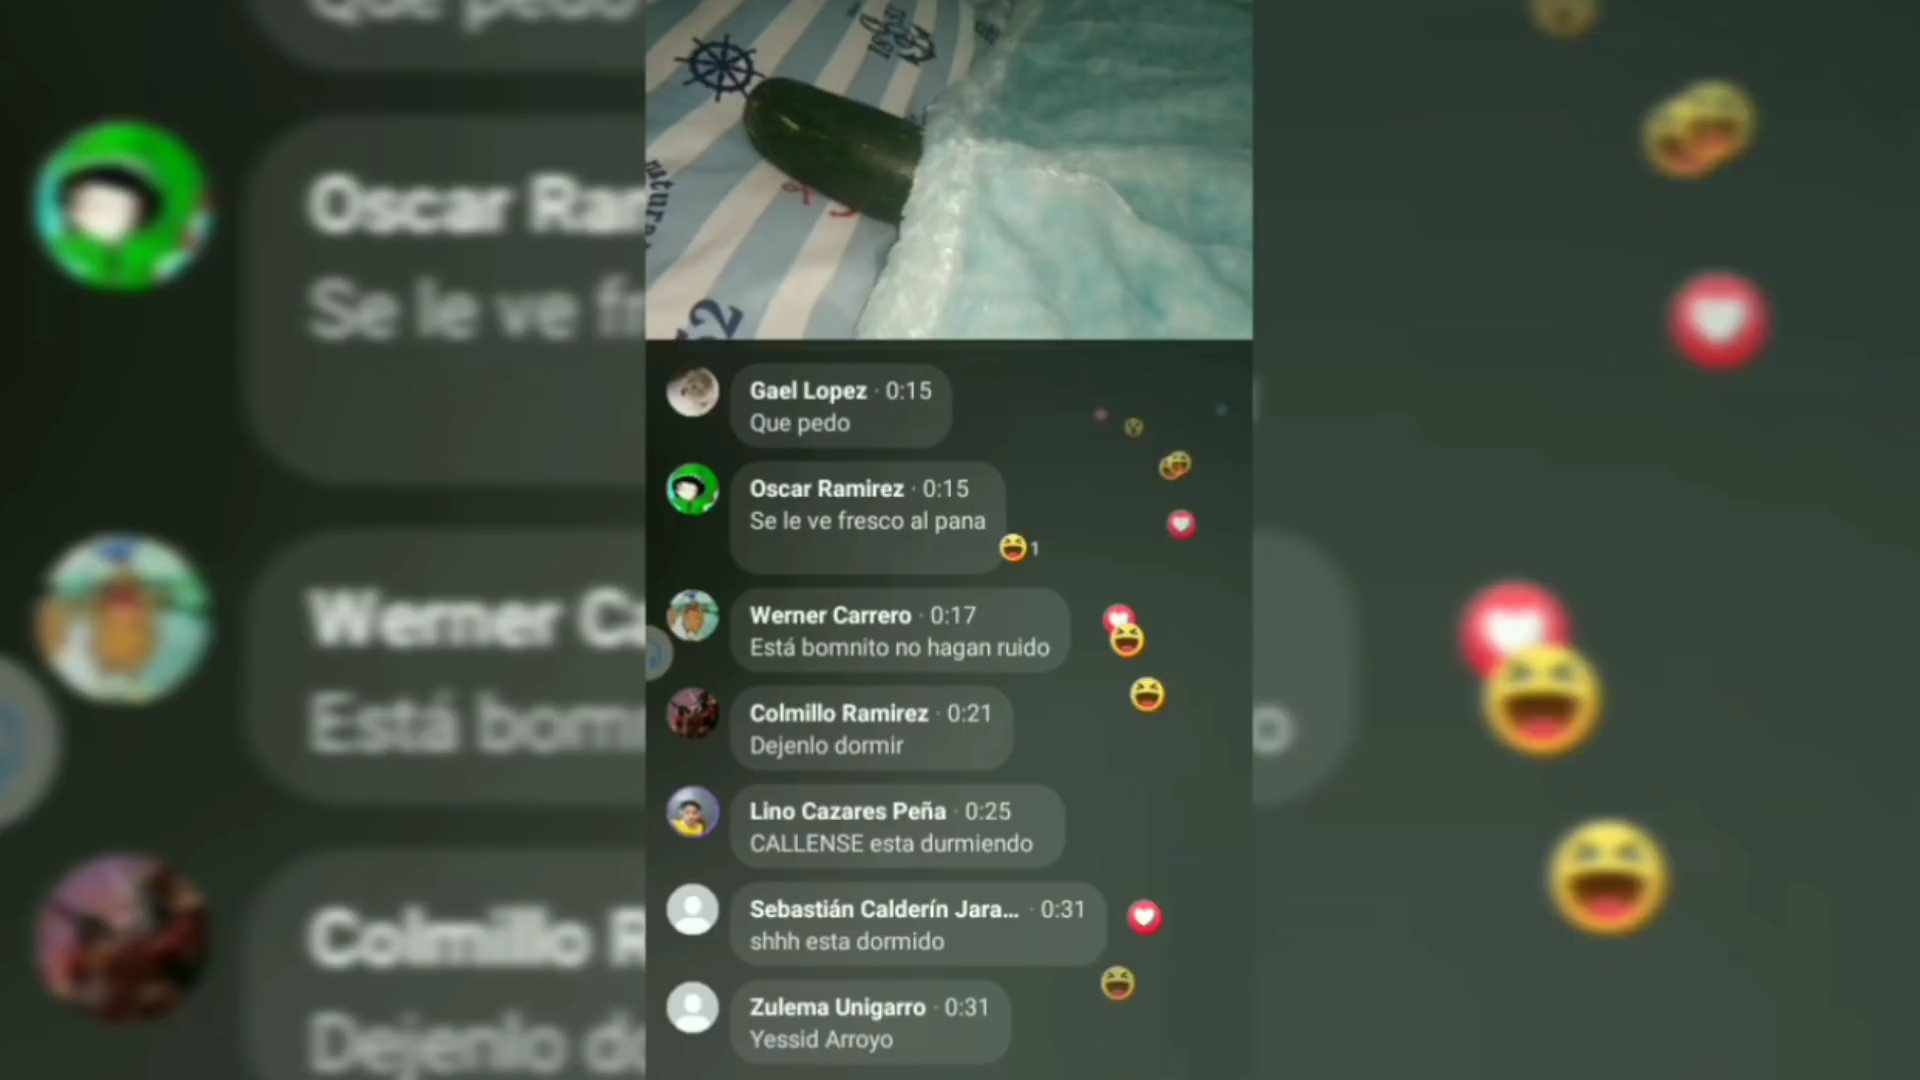 Gael Lopez · 0:15
Que pedo
Oscar Ramirez · 0:15
Se le ve fresco al pana
1
Werner Carrero · 0:17
Está bomnito no hagan ruido
Colmillo Ramirez · 0:21
Dejenlo dormir
Lino Cazares Peña · 0:25
CALLENSE esta durmiendo
Sebastián Calderín Jara... · 0:31
shhh esta dormido
Zulema Unigarro · 0:31
Yessid Arroyo